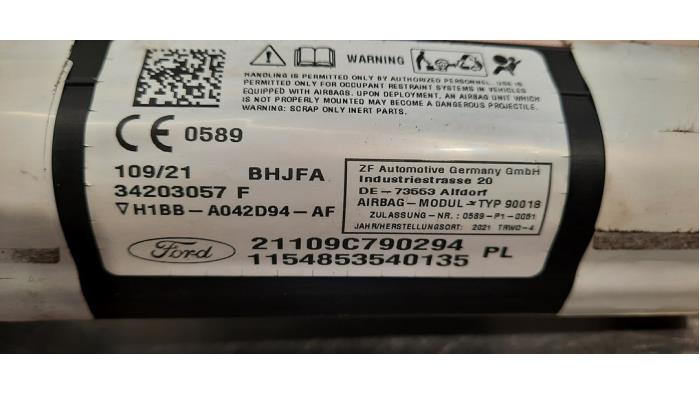 WARNING
HANDLING IS PERMITTED ONLY BY AUTHORIZED PERSONNEL. USE IS
PERMITTED ONLY FOR OCCUPANT RESTRAINT SYSTEMS IN VEHICLES
EQUIPPED WITH AIRBAGS. UPON DEPLOYMENT, AN AIRBAG UNIT WHICH
IS NOT PROPERLY MOUNTED MAY BECOME A DANGEROUS PROJECTILE.
WARNING: SCRAP ONLY INERT PARTS.
CE 0589
109/21 BHJFA
34203057 F
▽H1BB-A042D94-AF
ZF Automotive Germany GmbH
Industriestrasse 20
DE-73553 Alfdorf
AIRBAG-MODUL-TYP 90018
ZULASSUNG-NR.: 0589-P1-0051
JAHR/HERSTELLUNGSORT: 2021 TRWO-4
Ford
21109C790294 PL
1154853540135